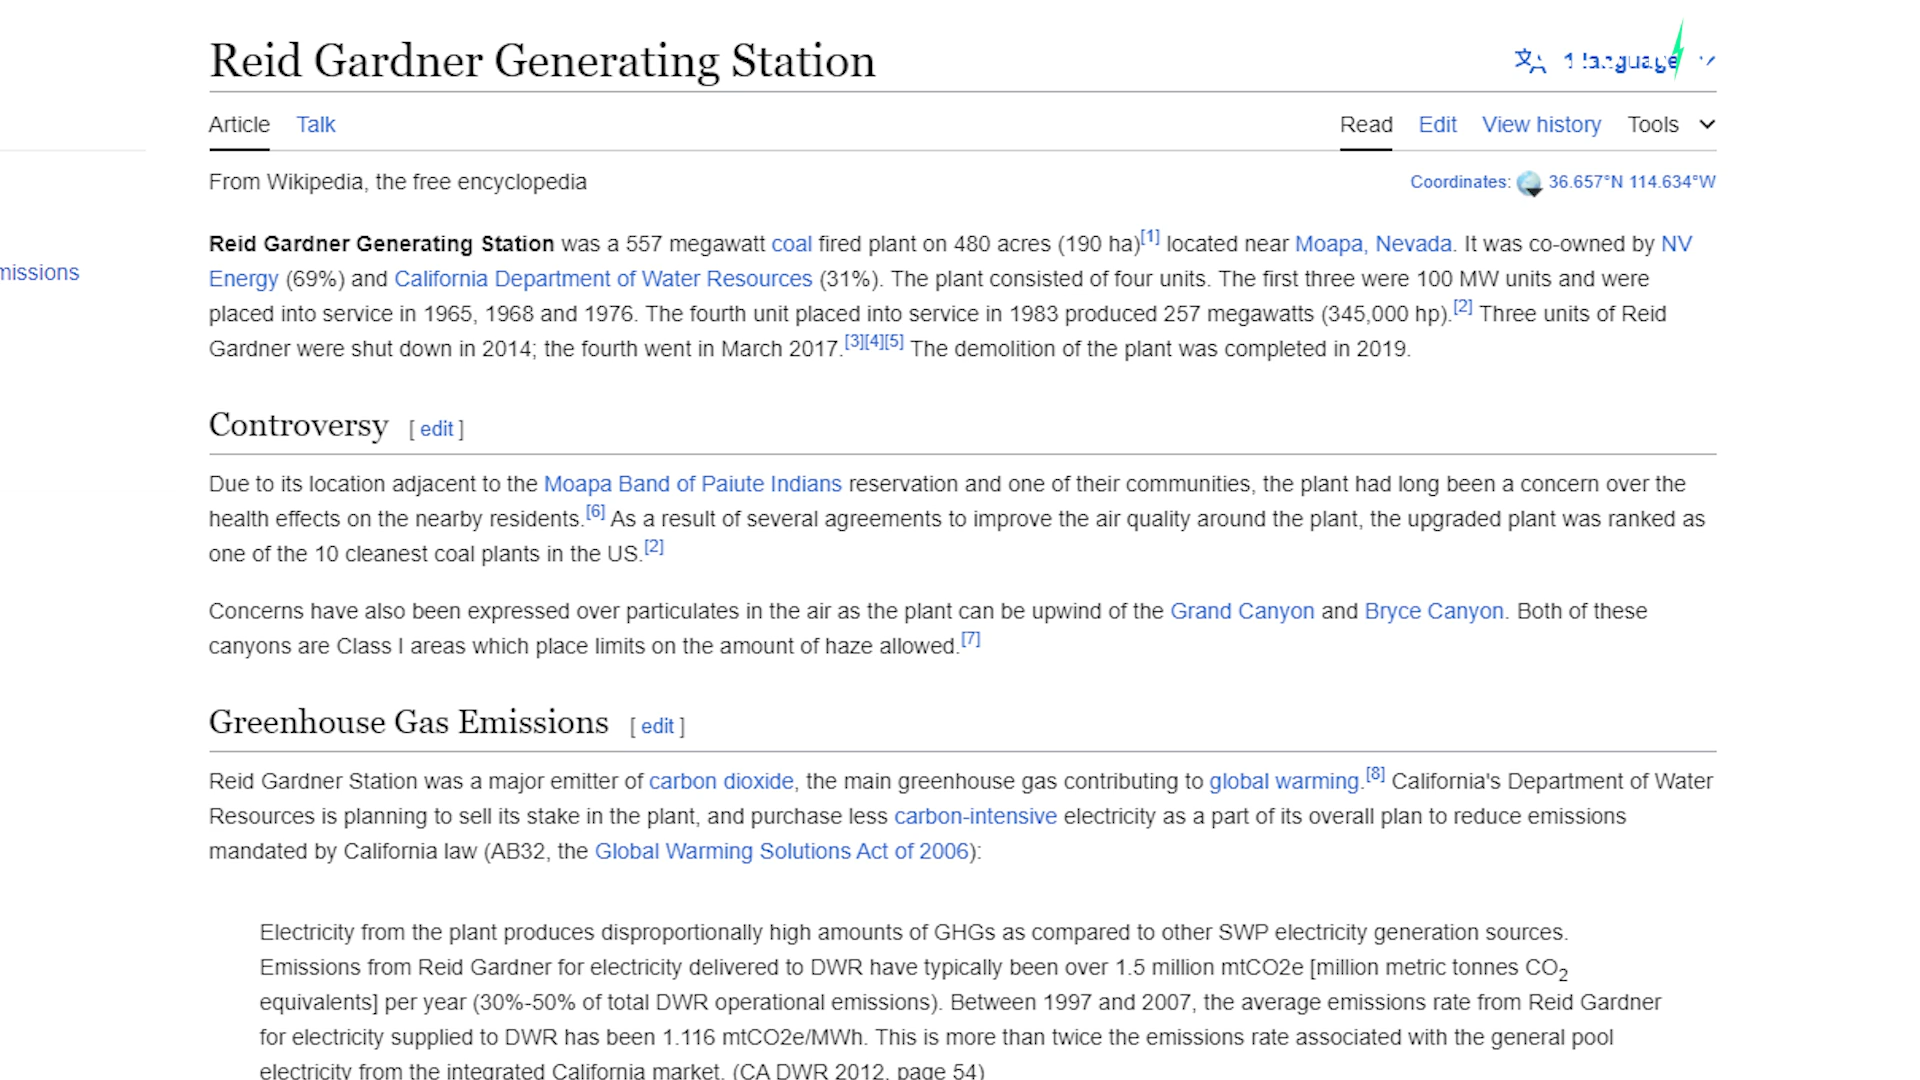 Reid Gardner Generating Station
1 language
Article Talk
Read Edit View history Tools
From Wikipedia, the free encyclopedia
Coordinates: 36.657°N 114.634°W
Reid Gardner Generating Station was a 557 megawatt coal fired plant on 480 acres (190 ha)[1] located near Moapa, Nevada. It was co-owned by NV
Energy (69%) and California Department of Water Resources (31%). The plant consisted of four units. The first three were 100 MW units and were
missions
placed into service in 1965, 1968 and 1976. The fourth unit placed into service in 1983 produced 257 megawatts (345,000 hp).[2] Three units of Reid
Gardner were shut down in 2014; the fourth went in March 2017.[3][4][5] The demolition of the plant was completed in 2019.
Controversy [ edit ]
Due to its location adjacent to the Moapa Band of Paiute Indians reservation and one of their communities, the plant had long been a concern over the
health effects on the nearby residents.[6] As a result of several agreements to improve the air quality around the plant, the upgraded plant was ranked as
one of the 10 cleanest coal plants in the US.[2]
Concerns have also been expressed over particulates in the air as the plant can be upwind of the Grand Canyon and Bryce Canyon. Both of these
canyons are Class I areas which place limits on the amount of haze allowed.[7]
Greenhouse Gas Emissions [ edit ]
Reid Gardner Station was a major emitter of carbon dioxide, the main greenhouse gas contributing to global warming.[8] California's Department of Water
Resources is planning to sell its stake in the plant, and purchase less carbon-intensive electricity as a part of its overall plan to reduce emissions
mandated by California law (AB32, the Global Warming Solutions Act of 2006):
Electricity from the plant produces disproportionally high amounts of GHGs as compared to other SWP electricity generation sources.
Emissions from Reid Gardner for electricity delivered to DWR have typically been over 1.5 million mtCO2e [million metric tonnes CO2
equivalents] per year (30%-50% of total DWR operational emissions). Between 1997 and 2007, the average emissions rate from Reid Gardner
for electricity supplied to DWR has been 1.116 mtCO2e/MWh. This is more than twice the emissions rate associated with the general pool
electricity from the integrated California market. (CA DWR 2012, page 54)